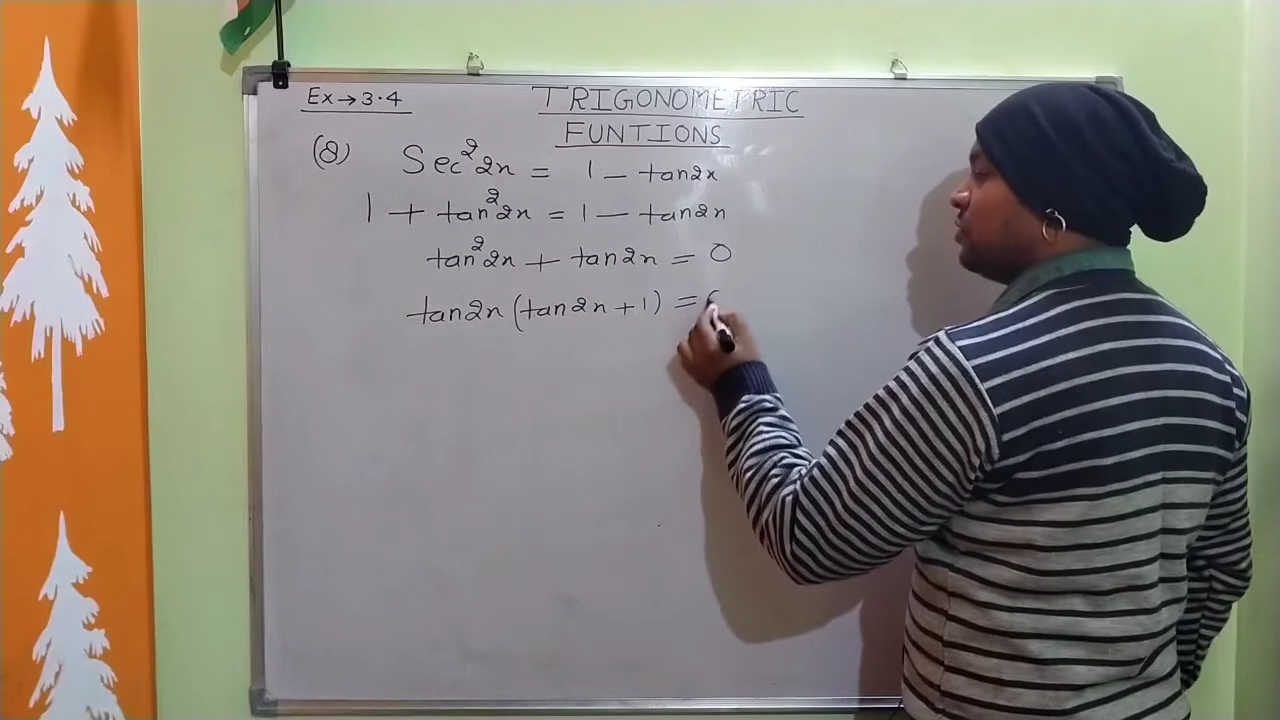 Ex→3.4
TRIGONOMETRIC
FUNTIONS
(8) Sec²2x = 1 – tan2x
1 + tan²2x = 1 – tan2x
tan²2x + tan2x = 0
tan2x (tan2x + 1) =